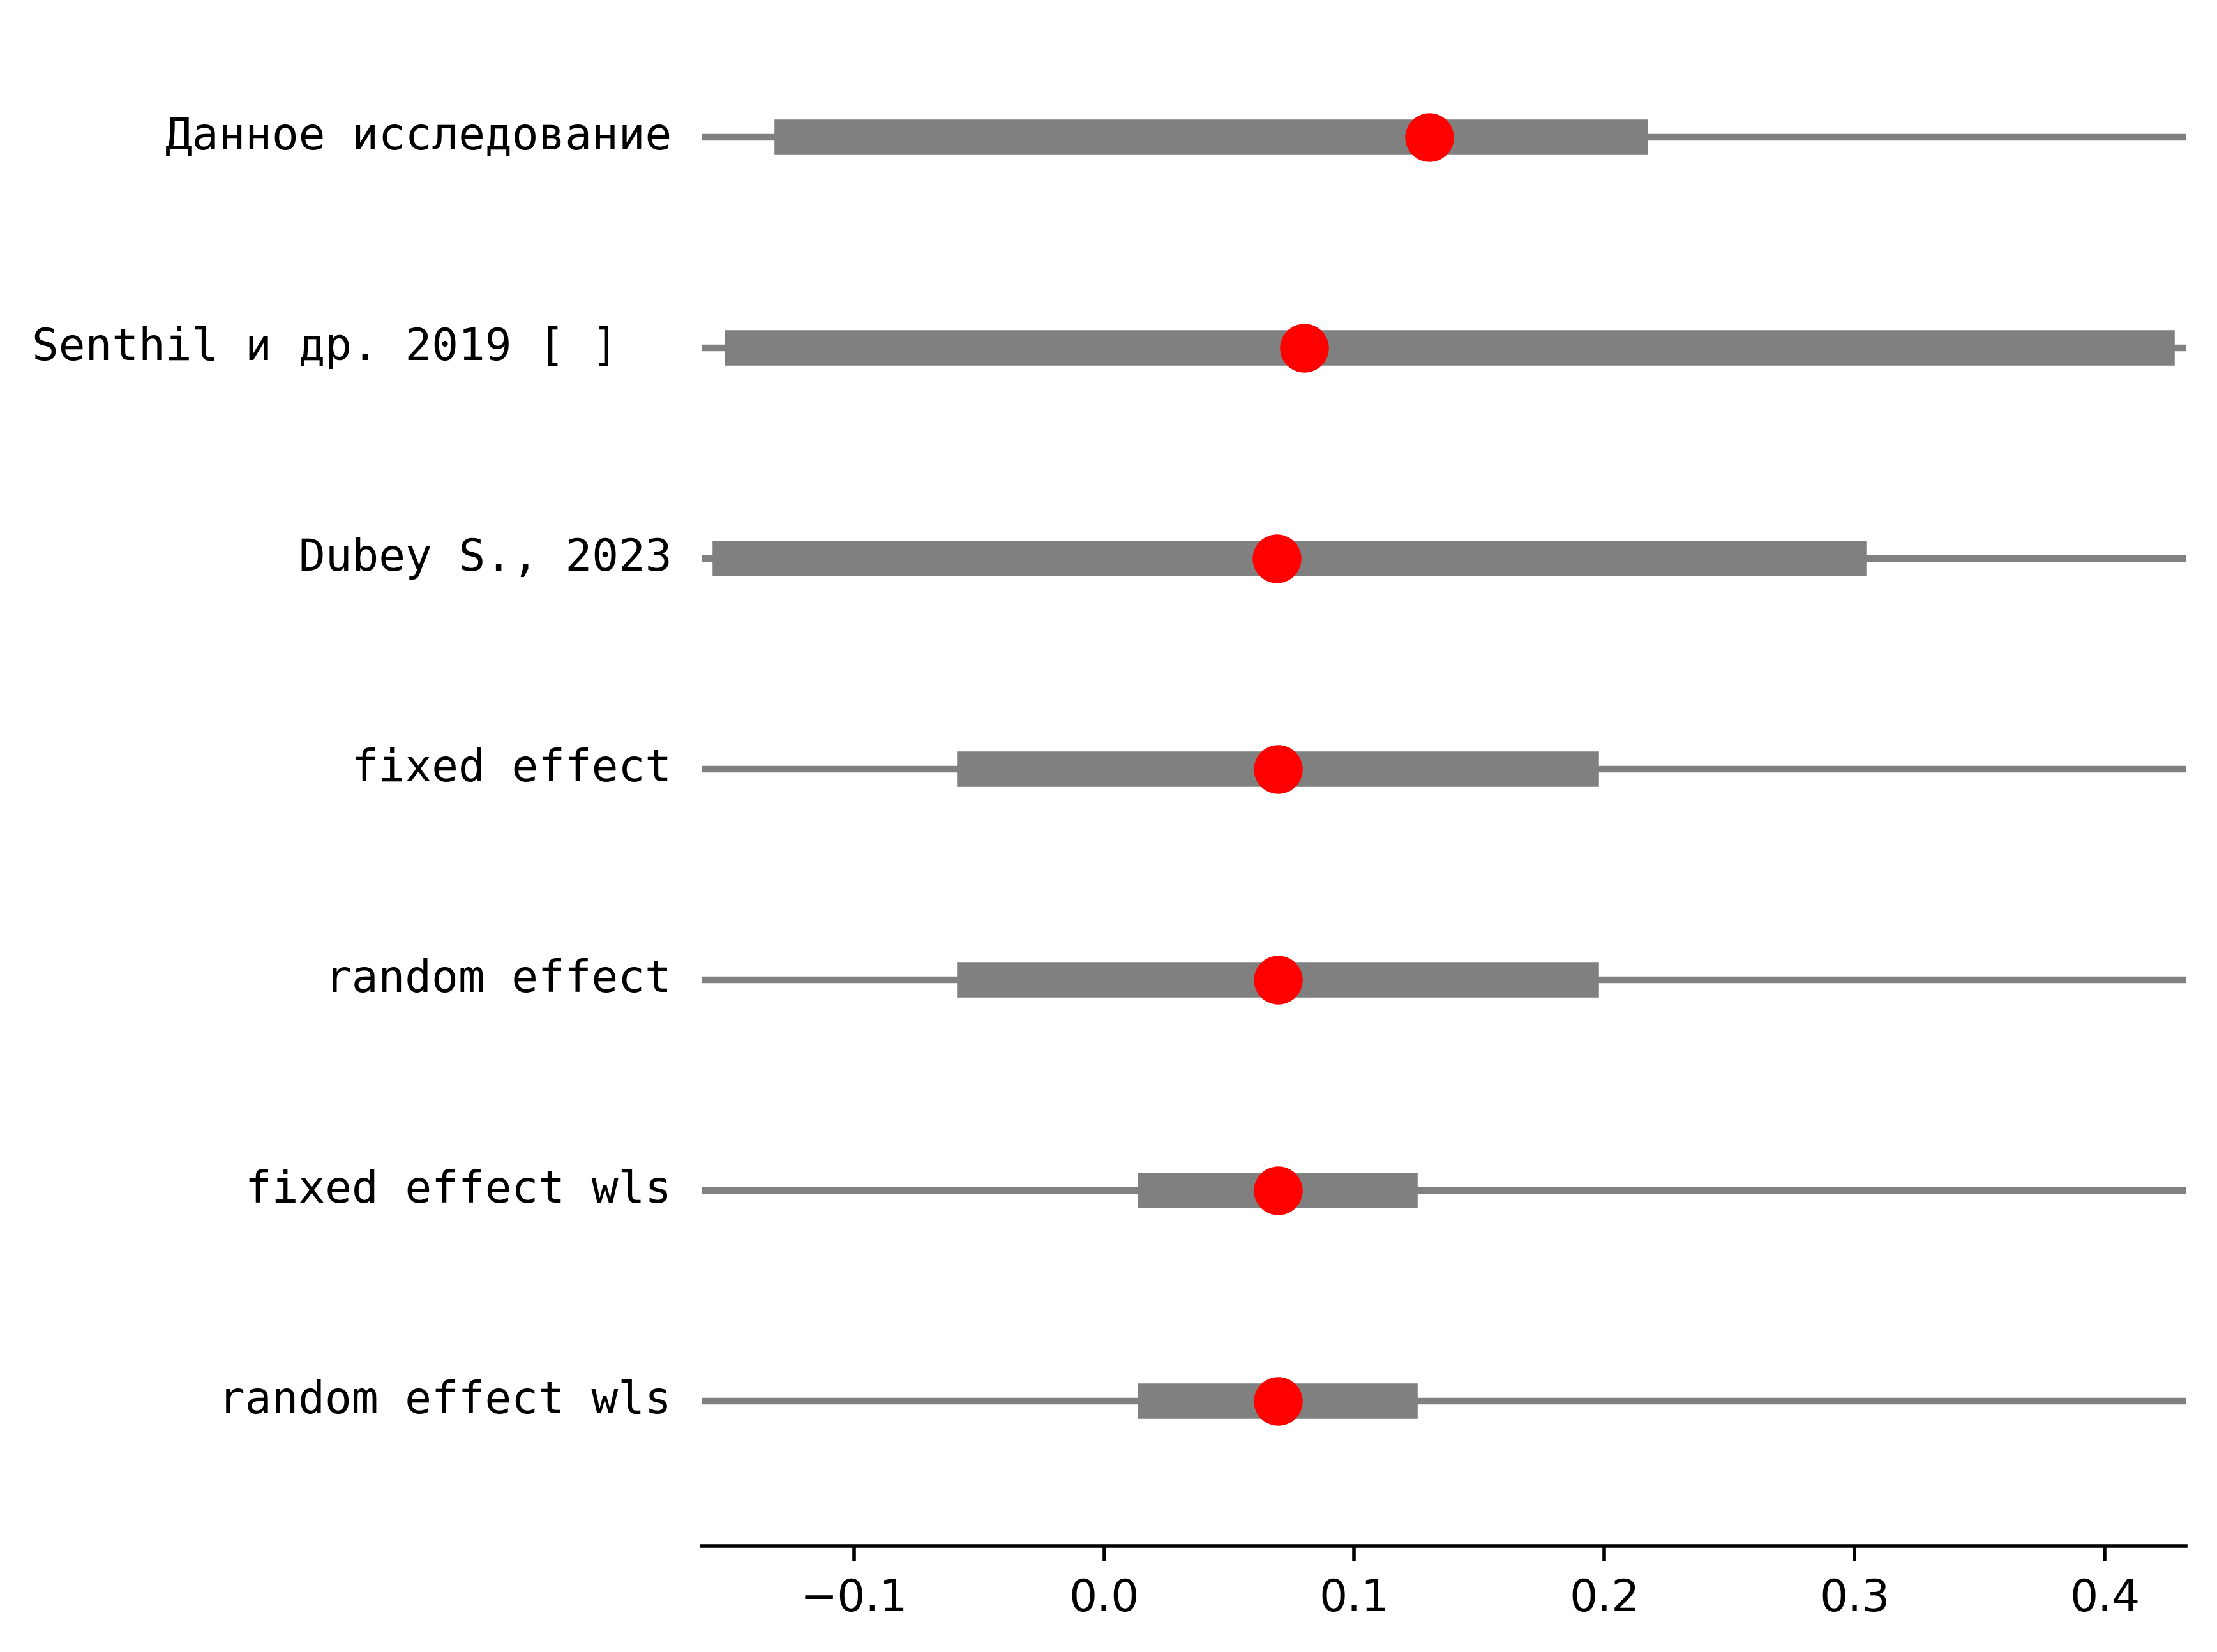 Данное исследование
Senthil и др. 2019 [ ]
Dubey S., 2023
fixed effect
random effect
fixed effect wls
random effect wls
−0.1 0.0 0.1 0.2 0.3 0.4